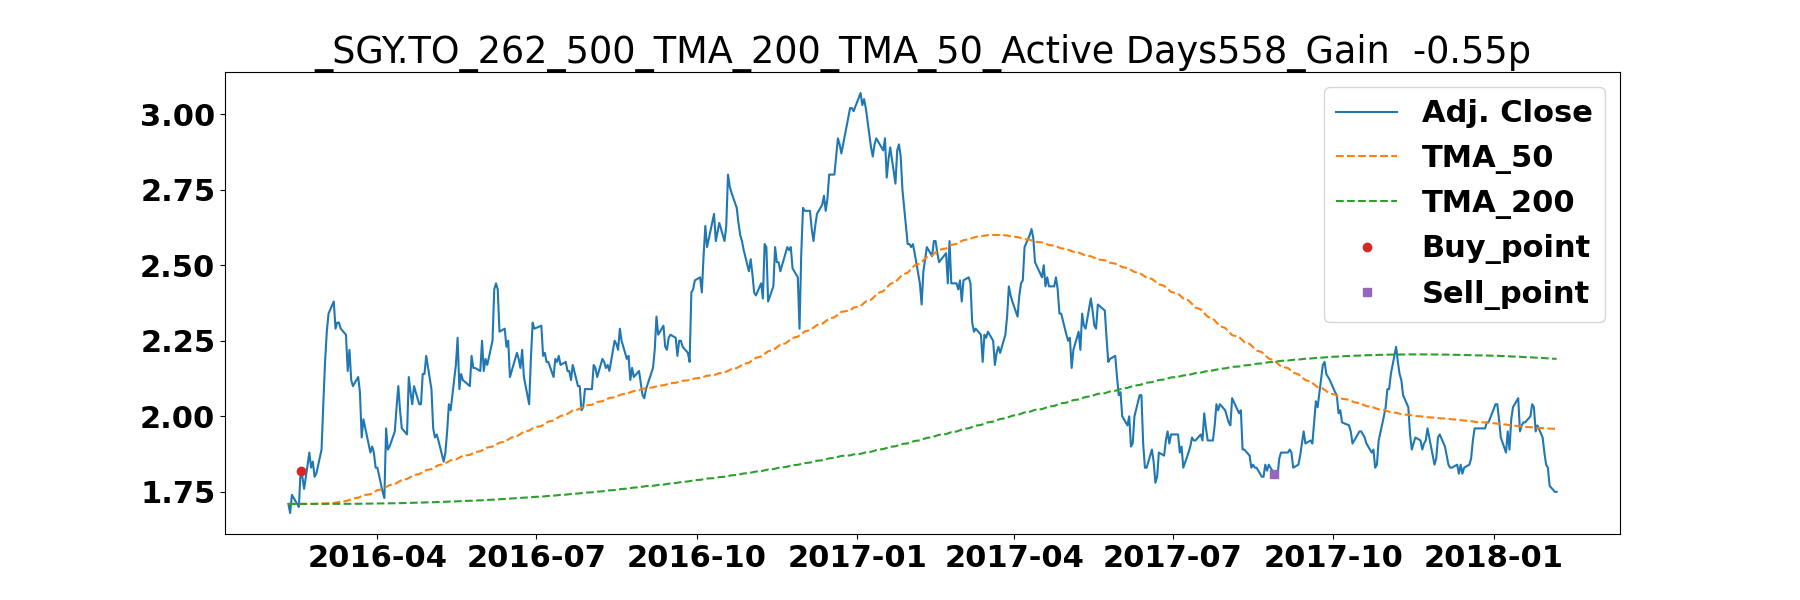 _SGY.TO_262_500_TMA_200_TMA_50_Active Days558_Gain  -0.55p
3.00
2.75
2.50
2.25
2.00
1.75
2016-04
2016-07
2016-10
2017-01
2017-04
2017-07
2017-10
2018-01
Adj. Close
TMA_50
TMA_200
Buy_point
Sell_point